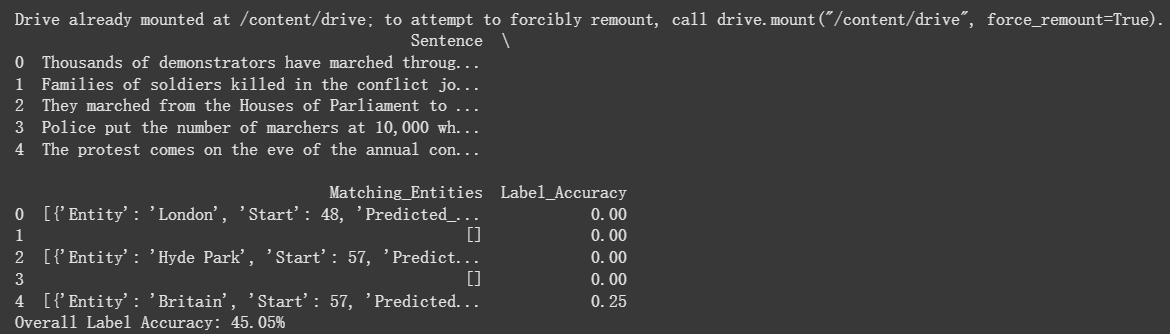 Drive already mounted at /content/drive; to attempt to forcibly remount, call drive.mount("/content/drive", force_remount=True).
Sentence \
0 Thousands of demonstrators have marched throug...
1 Families of soldiers killed in the conflict jo...
2 They marched from the Houses of Parliament to ...
3 Police put the number of marchers at 10,000 wh...
4 The protest comes on the eve of the annual con...
Matching_Entities Label_Accuracy
0 [{'Entity': 'London', 'Start': 48, 'Predicted_... 0.00
1 [] 0.00
2 [{'Entity': 'Hyde Park', 'Start': 57, 'Predict... 0.00
3 [] 0.00
4 [{'Entity': 'Britain', 'Start': 57, 'Predicted... 0.25
Overall Label Accuracy: 45.05%